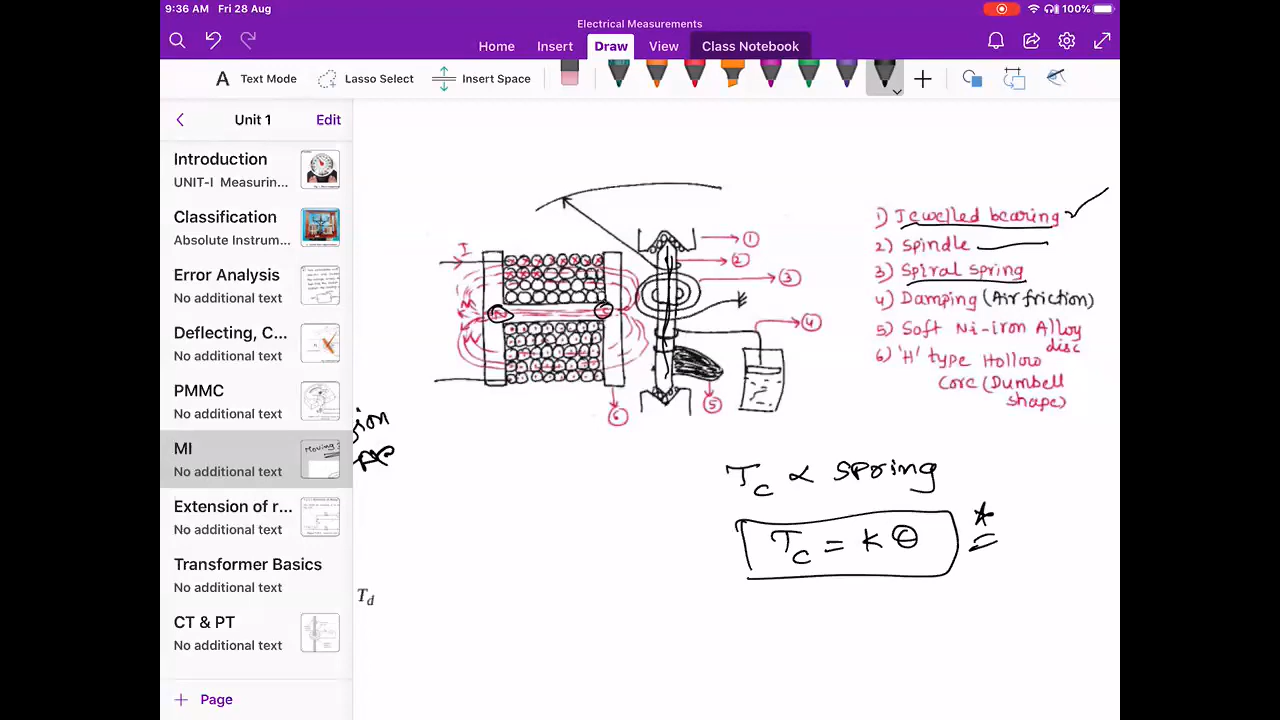 9:36 AM Fri 28 Aug
100%
Electrical Measurements
Home Insert Draw View Class Notebook
Text Mode Lasso Select Insert Space
Unit 1 Edit
Introduction
UNIT-I Measurin...
Classification
Absolute Instrum...
Error Analysis
No additional text
Deflecting, C...
No additional text
PMMC
No additional text
MI
No additional text
Extension of r...
No additional text
Transformer Basics
No additional text
CT & PT
No additional text
Page
I
N
S
1
2
3
4
5
6
1) Jewelled bearing
2) Spindle
3) Spiral spring
4) Damping (Air friction)
5) Soft Ni-iron Alloy
disc
6) 'H' type Hollow
Core (Dumbell
shape)
Tc ∝ spring
Tc = kθ
Td